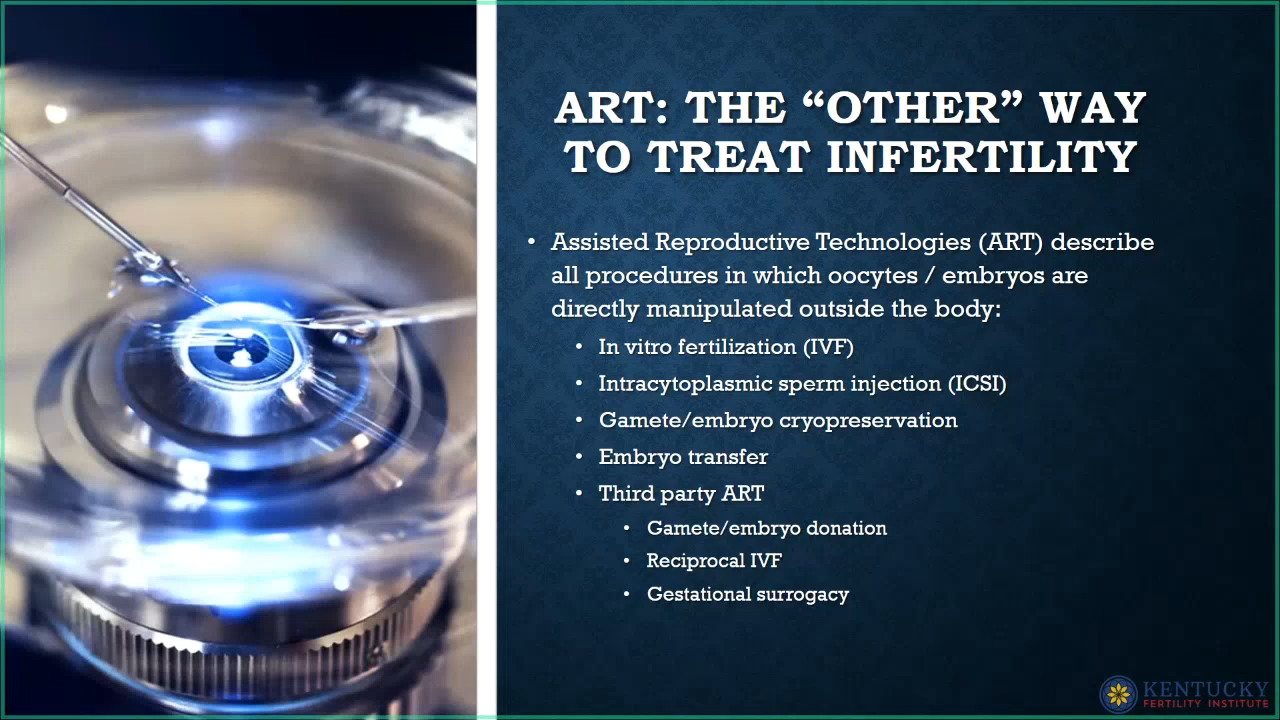 ART: THE “OTHER” WAY
TO TREAT INFERTILITY
• Assisted Reproductive Technologies (ART) describe
all procedures in which oocytes / embryos are
directly manipulated outside the body:
• In vitro fertilization (IVF)
• Intracytoplasmic sperm injection (ICSI)
• Gamete/embryo cryopreservation
• Embryo transfer
• Third party ART
• Gamete/embryo donation
• Reciprocal IVF
• Gestational surrogacy
KENTUCKY
FERTILITY INSTITUTE